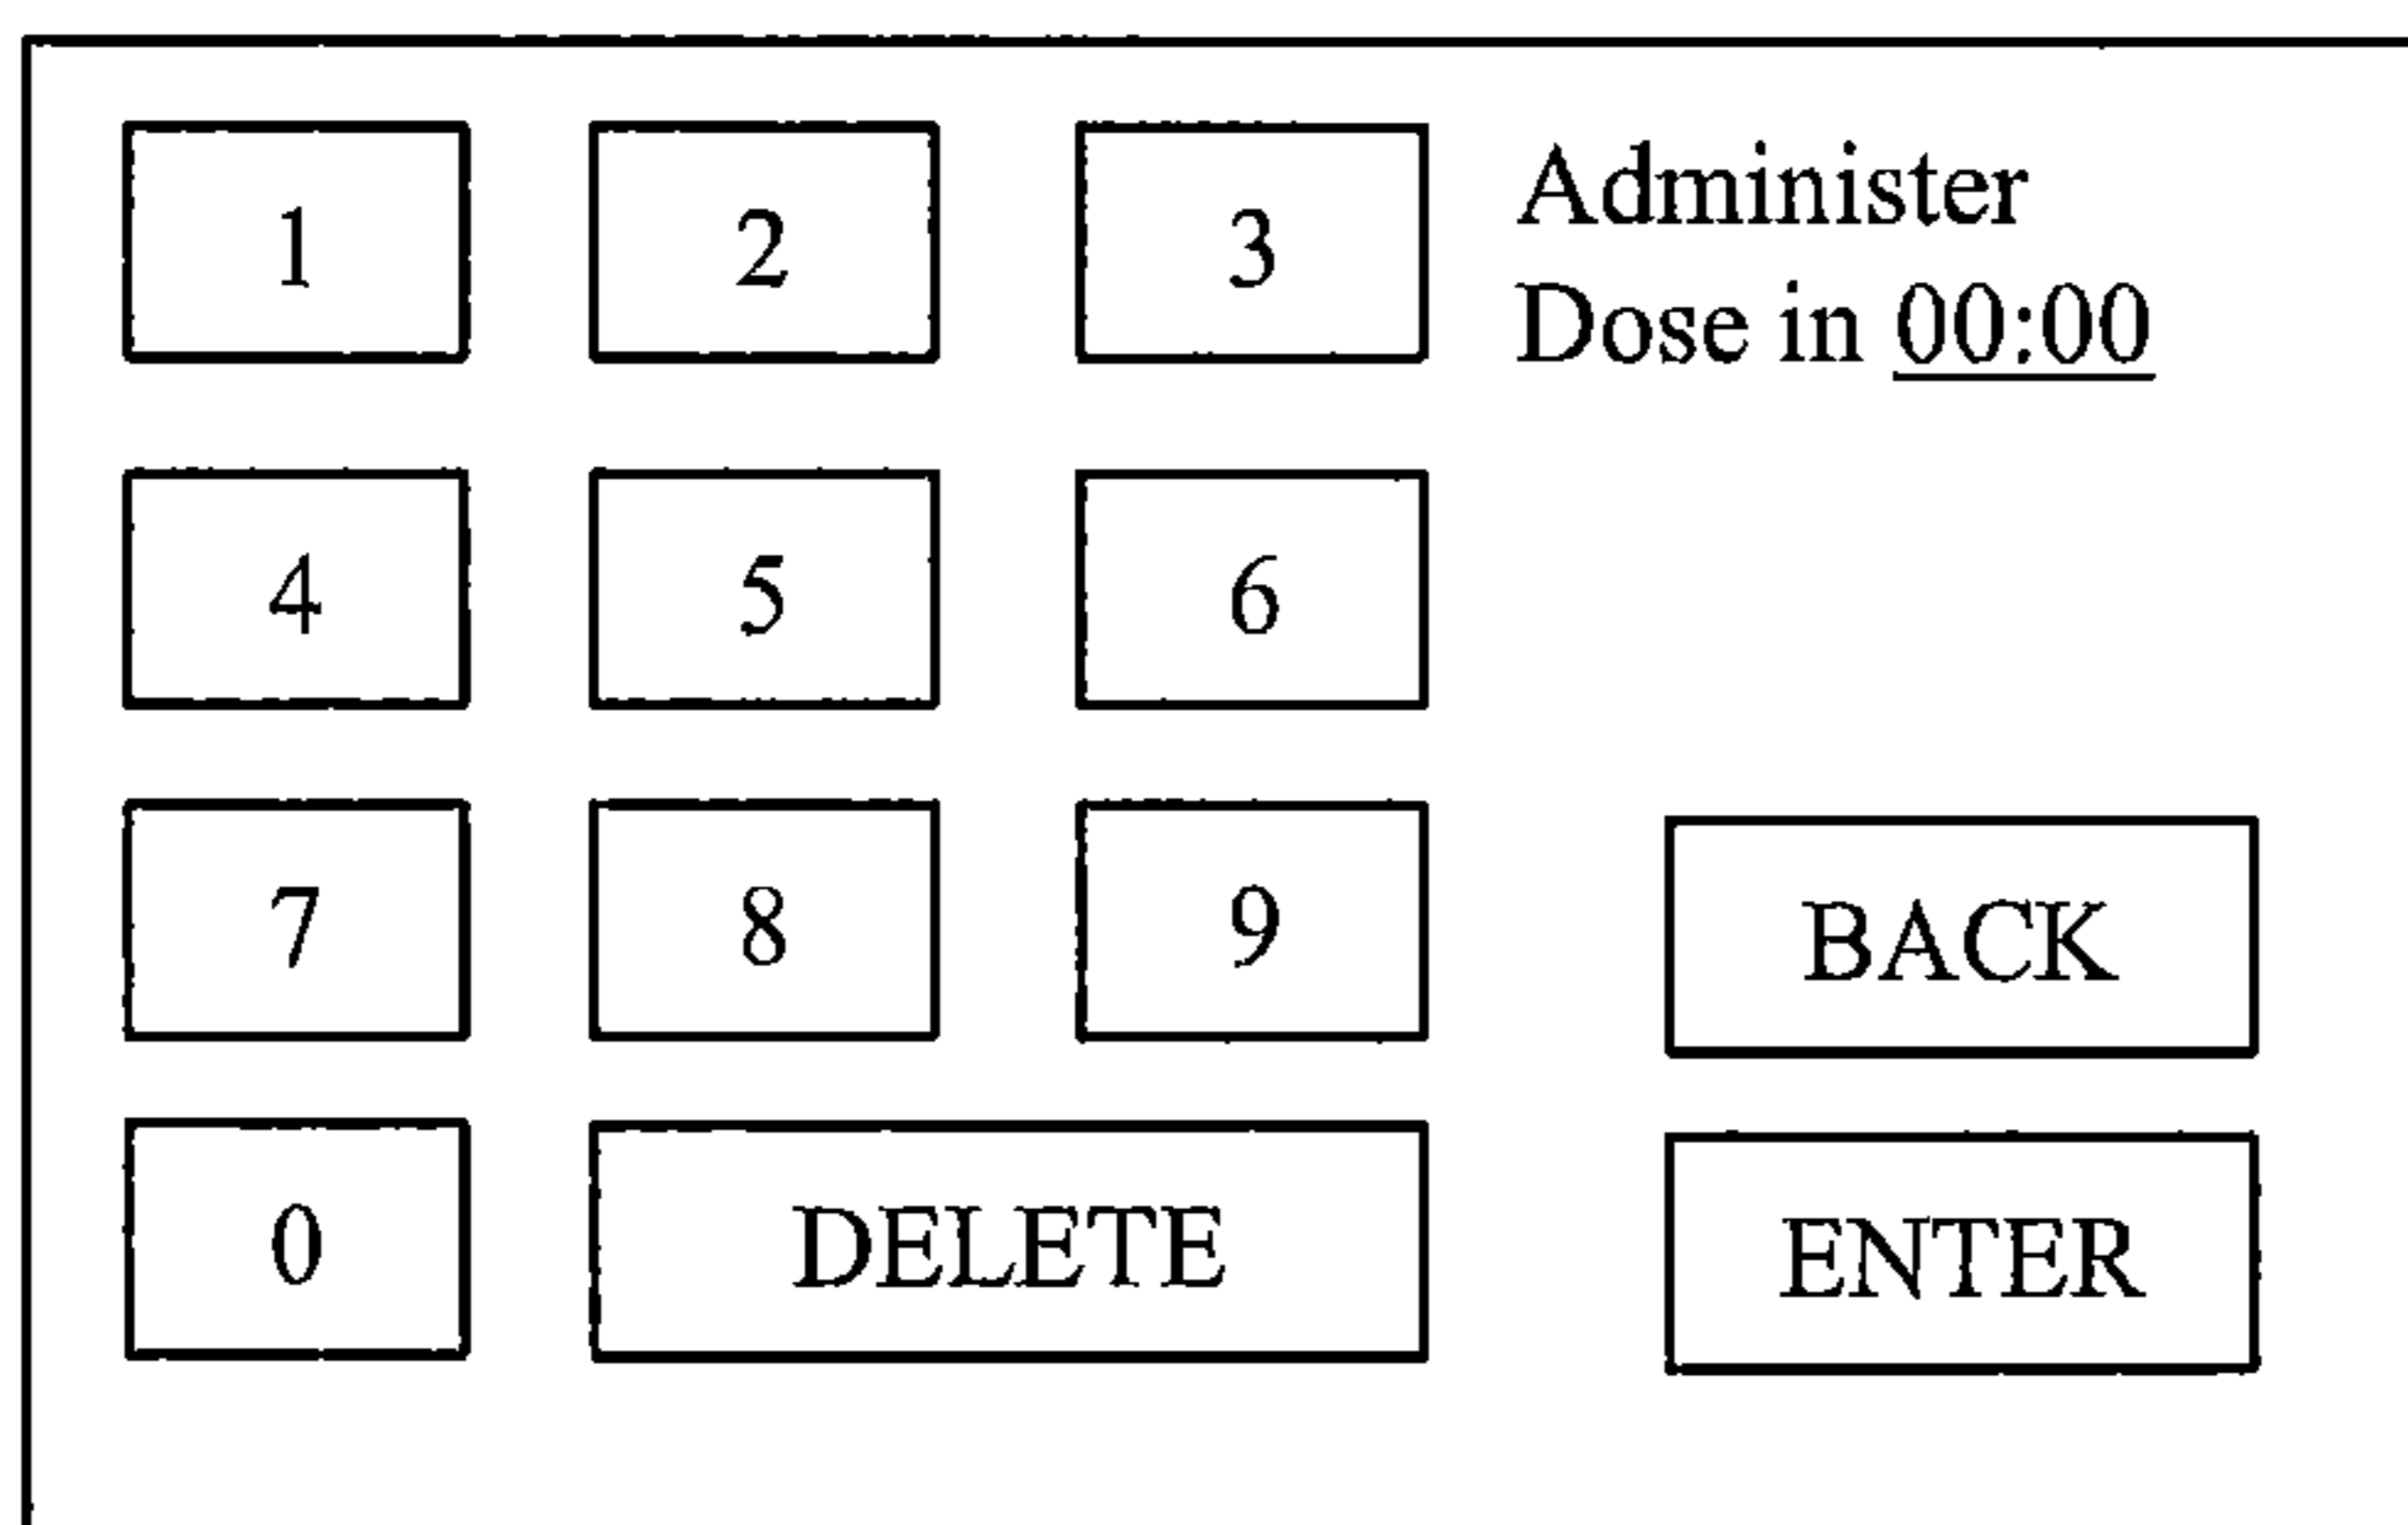 1 2 3 Administer
Dose in 00:00
4 5 6
7 8 9 BACK
0 DELETE ENTER